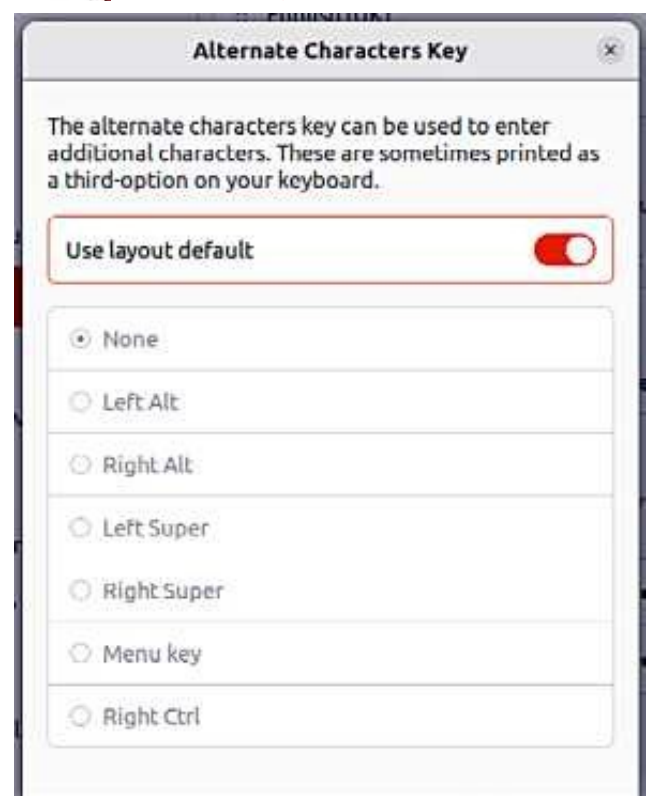 English (UK)
Alternate Characters Key
The alternate characters key can be used to enter
additional characters. These are sometimes printed as
a third-option on your keyboard.
Use layout default
None
Left Alt
Right Alt
Left Super
Right Super
Menu key
Right Ctrl